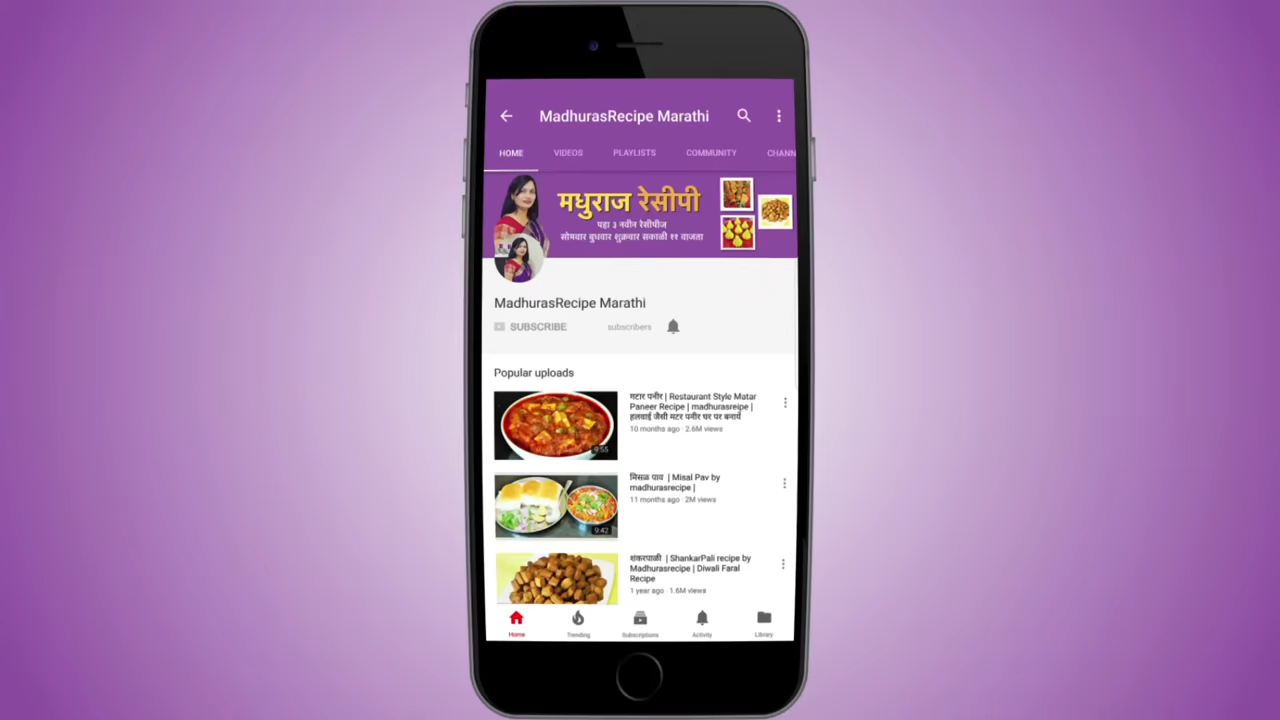 MadhurasRecipe Marathi
HOME VIDEOS PLAYLISTS COMMUNITY CHANN
मधुराज रेसीपी
पहा ३ नवीन रेसीपीज
सोमवार बुधवार शुक्रवार सकाळी ११ वाजता
MadhurasRecipe Marathi
SUBSCRIBE subscribers
Popular uploads
9:55
मटार पनीर | Restaurant Style Matar
Paneer Recipe | madhurasreipe |
हलवाई जैसी मटर पनीर घर पर बनायें
10 months ago · 2.6M views
9:42
मिसळ पाव | Misal Pav by
madhurasrecipe |
11 months ago · 2M views
शंकरपाळी | ShankarPali recipe by
Madhurasrecipe | Diwali Faral
Recipe
1 year ago · 1.6M views
Home Trending Subscriptions Activity Library